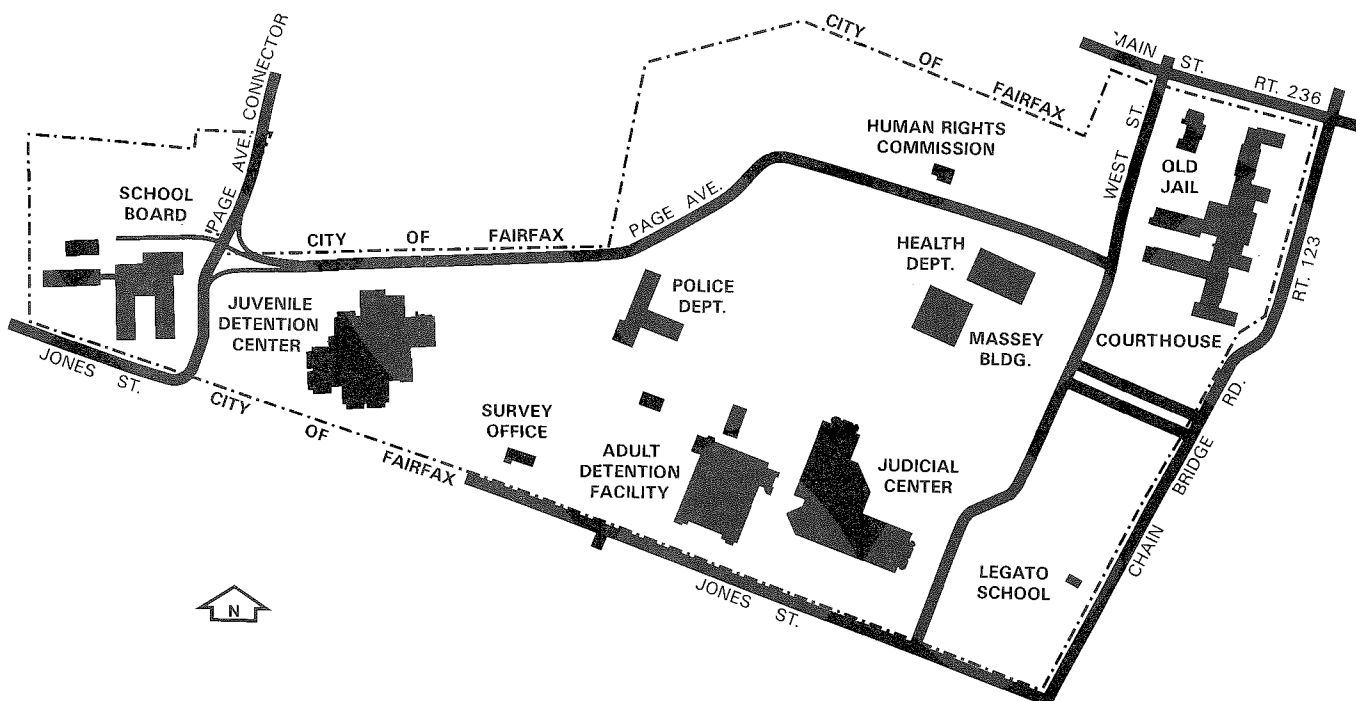 CITY OF FAIRFAX
MAIN ST. RT. 236
PAGE AVE. CONNECTOR
HUMAN RIGHTS
COMMISSION
WEST ST.
OLD
JAIL
SCHOOL
BOARD
PAGE AVE.
CITY OF FAIRFAX
HEALTH
DEPT.
RT. 123
POLICE
DEPT.
JUVENILE
DETENTION
CENTER
MASSEY
BLDG.
COURTHOUSE
JONES ST.
CITY OF FAIRFAX
SURVEY
OFFICE
ADULT
DETENTION
FACILITY
JUDICIAL
CENTER
CHAIN BRIDGE RD.
LEGATO
SCHOOL
JONES ST.
N